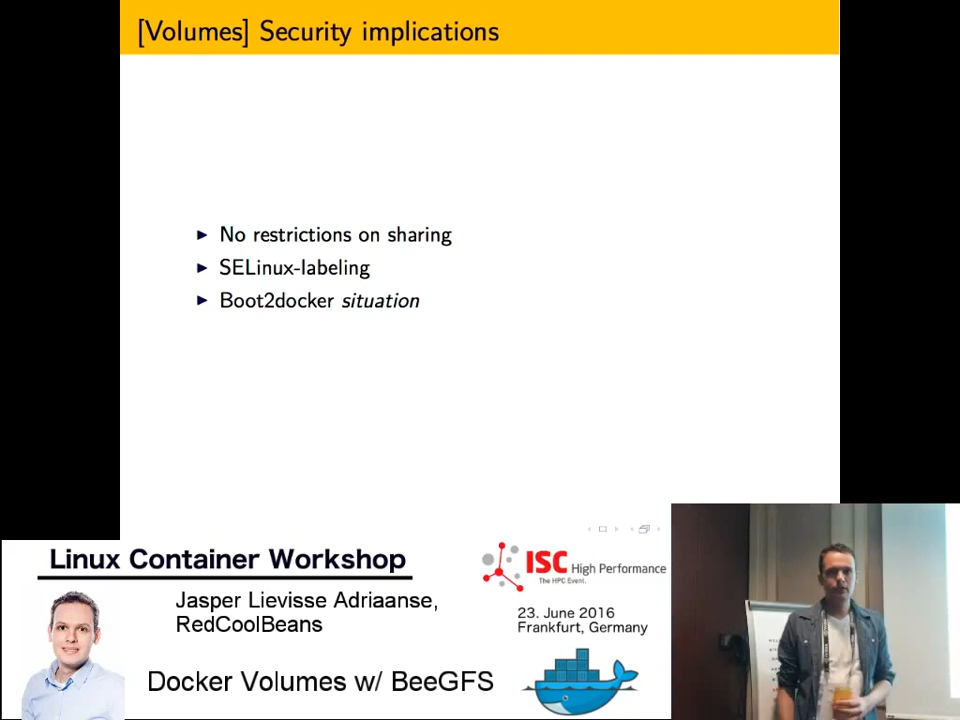 [Volumes] Security implications
No restrictions on sharing
SELinux-labeling
Boot2docker situation
Linux Container Workshop
Jasper Lievisse Adriaanse,
RedCoolBeans
Docker Volumes w/ BeeGFS
ISC High Performance
The HPC Event.
23. June 2016
Frankfurt, Germany